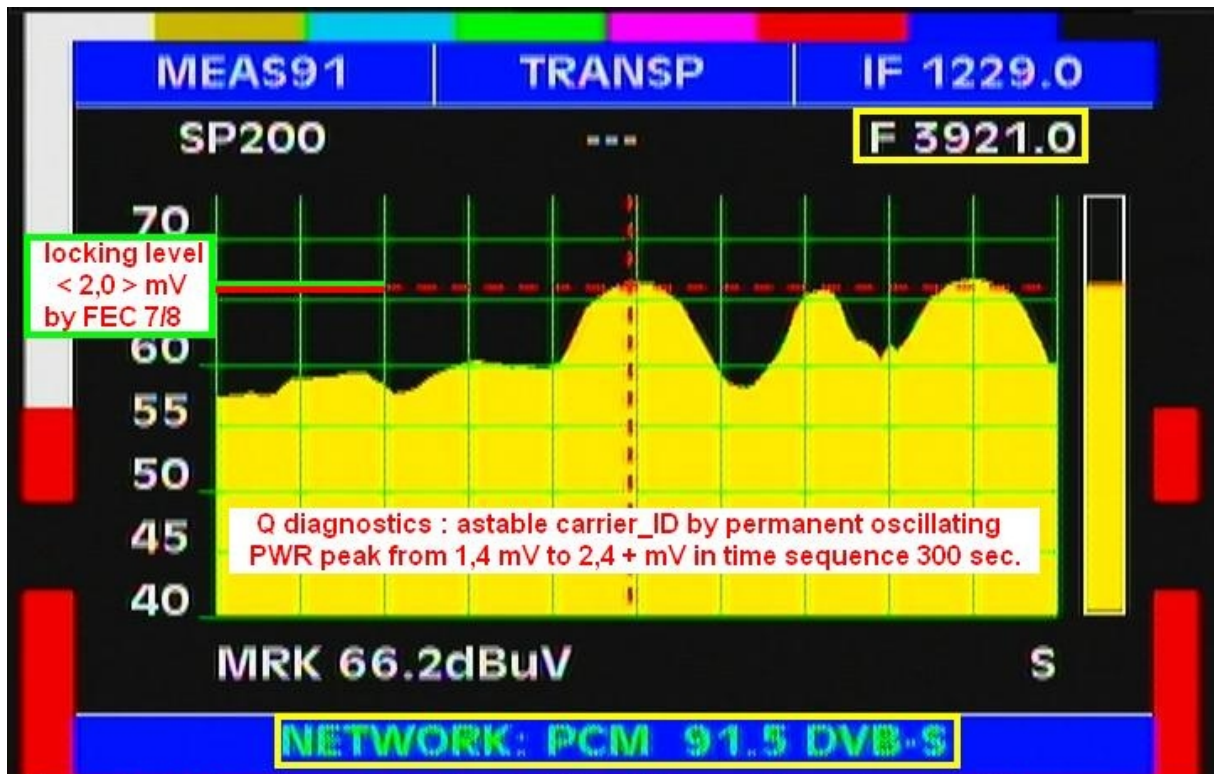 MEAS91 TRANSP IF 1229.0
SP200 --- F 3921.0
70
locking level
< 2,0 > mV
by FEC 7/8
60
55
50
Q diagnostics : astable carrier_ID by permanent oscillating
45
PWR peak from 1,4 mV to 2,4 + mV in time sequence 300 sec.
40
MRK 66.2dBuV S
NETWORK: PCM 91.5 DVB-S